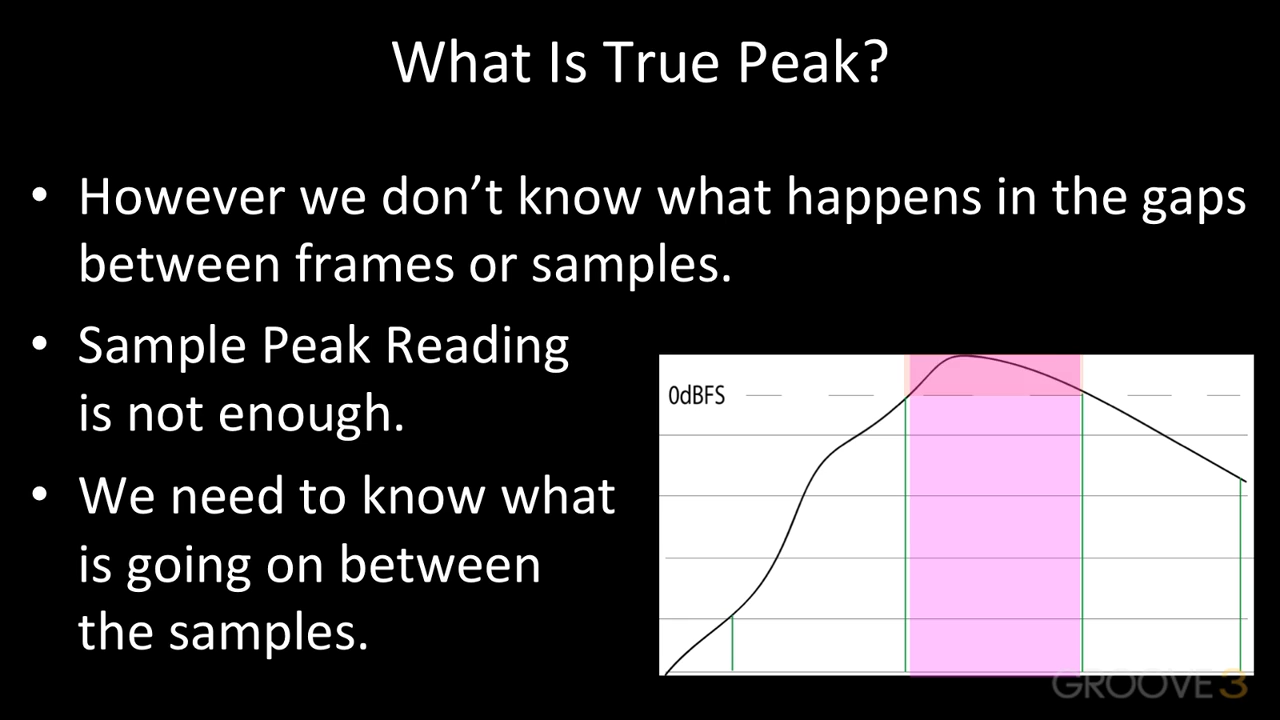 What Is True Peak?
• However we don’t know what happens in the gaps
between frames or samples.
• Sample Peak Reading
is not enough.
• We need to know what
is going on between
the samples.
0dBFS
GROOVE3